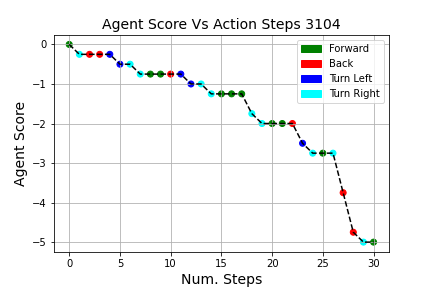 Agent Score Vs Action Steps 3104
Forward
Back
Turn Left
Turn Right
Agent Score
0
−1
−2
−3
−4
−5
0 5 10 15 20 25 30
Num. Steps